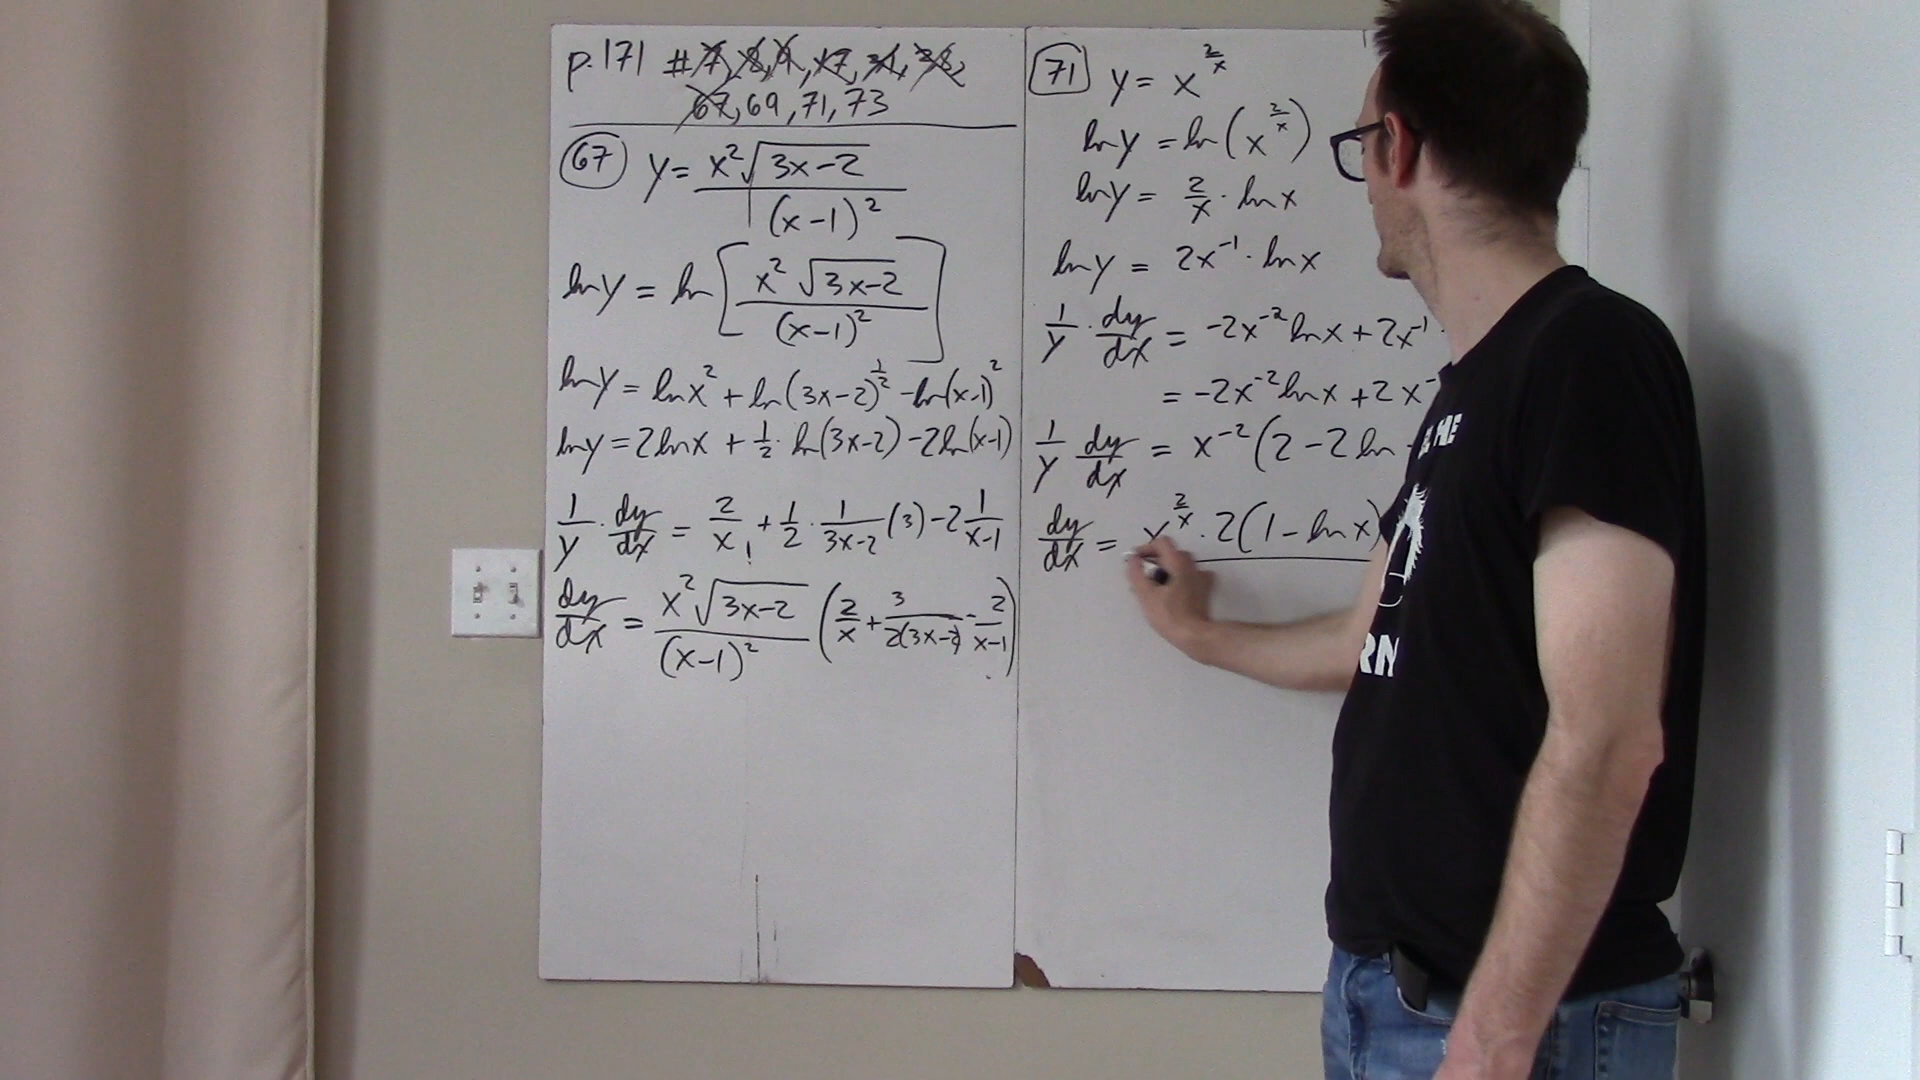 p.171 #7, 8, 9, 17, 31, 38,
67, 69, 71, 73
67 y = x²√(3x-2) / (x-1)²
ln y = ln [x²√(3x-2) / (x-1)²]
ln y = ln x² + ln(3x-2)^(1/2) - ln(x-1)²
ln y = 2 ln x + 1/2 · ln(3x-2) - 2 ln(x-1)
1/y · dy/dx = 2/x + 1/2 · 1/(3x-2) (3) - 2 1/(x-1)
dy/dx = x²√(3x-2) / (x-1)² (2/x + 3/(2(3x-2)) - 2/(x-1))
71 y = x^(2/x)
ln y = ln(x^(2/x))
ln y = 2/x · ln x
ln y = 2x⁻¹ · ln x
1/y · dy/dx = -2x⁻² ln x + 2x⁻¹ ·
= -2x⁻² ln x + 2x⁻
1/y dy/dx = x⁻² (2 - 2 ln
dy/dx = x^(2/x) · 2(1 - ln x)
RN